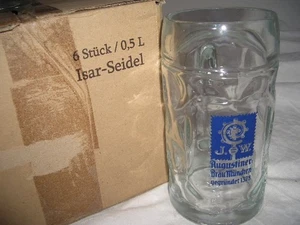 6 Stück / 0,5 L
Isar-Seidel
J. W.
Augustiner
Bräu München
gegründet 1328